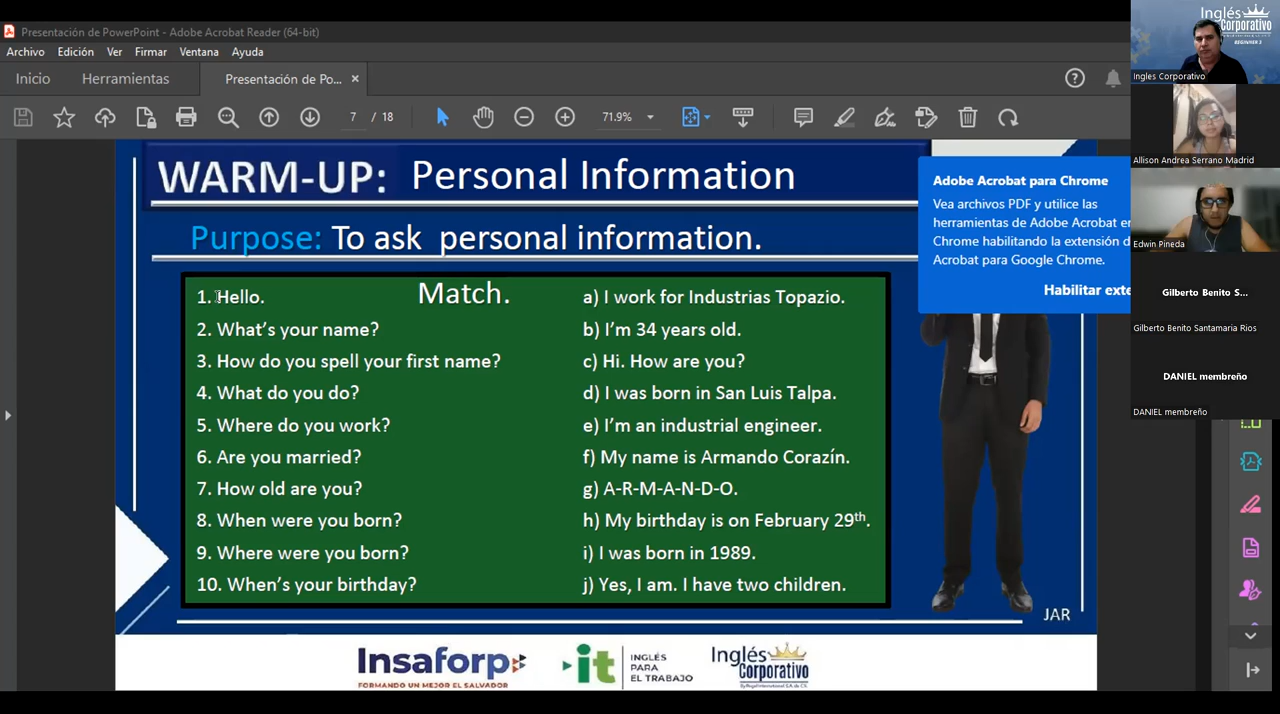 Presentación de PowerPoint - Adobe Acrobat Reader (64-bit)
Archivo Edición Ver Firmar Ventana Ayuda
Inicio Herramientas Presentación de Po... ×
7 / 18 71.9%
WARM-UP: Personal Information
Purpose: To ask personal information.
Match.
1. Hello.
2. What's your name?
3. How do you spell your first name?
4. What do you do?
5. Where do you work?
6. Are you married?
7. How old are you?
8. When were you born?
9. Where were you born?
10. When's your birthday?
a) I work for Industrias Topazio.
b) I'm 34 years old.
c) Hi. How are you?
d) I was born in San Luis Talpa.
e) I'm an industrial engineer.
f) My name is Armando Corazín.
g) A-R-M-A-N-D-O.
h) My birthday is on February 29th.
i) I was born in 1989.
j) Yes, I am. I have two children.
JAR
Insaforp
FORMANDO UN MEJOR EL SALVADOR
it INGLÉS
PARA
EL TRABAJO
Inglés
Corporativo
Adobe Acrobat para Chrome
Vea archivos PDF y utilice las
herramientas de Adobe Acrobat en
Chrome habilitando la extensión d
Acrobat para Google Chrome.
Habilitar exte
Inglés
Corporativo
BEGINNER 2
Ingles Corporativo
Allison Andrea Serrano Madrid
Edwin Pineda
Gilberto Benito S...
Gilberto Benito Santamaria Rios
DANIEL membreño
DANIEL membreño